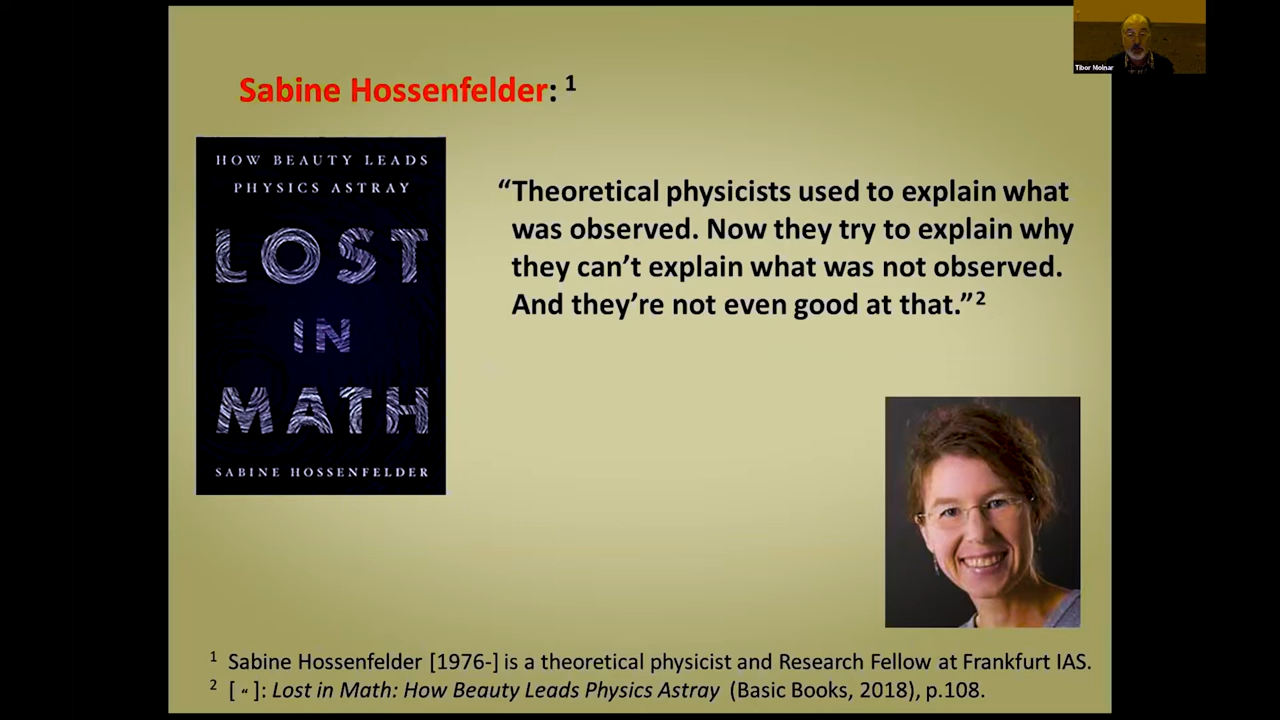 Tibor Molnar
Sabine Hossenfelder: 1
HOW BEAUTY LEADS
PHYSICS ASTRAY
LOST
IN
MATH
SABINE HOSSENFELDER
“Theoretical physicists used to explain what
was observed. Now they try to explain why
they can’t explain what was not observed.
And they’re not even good at that.”2
1 Sabine Hossenfelder [1976-] is a theoretical physicist and Research Fellow at Frankfurt IAS.
2 [ “ ]: Lost in Math: How Beauty Leads Physics Astray (Basic Books, 2018), p.108.